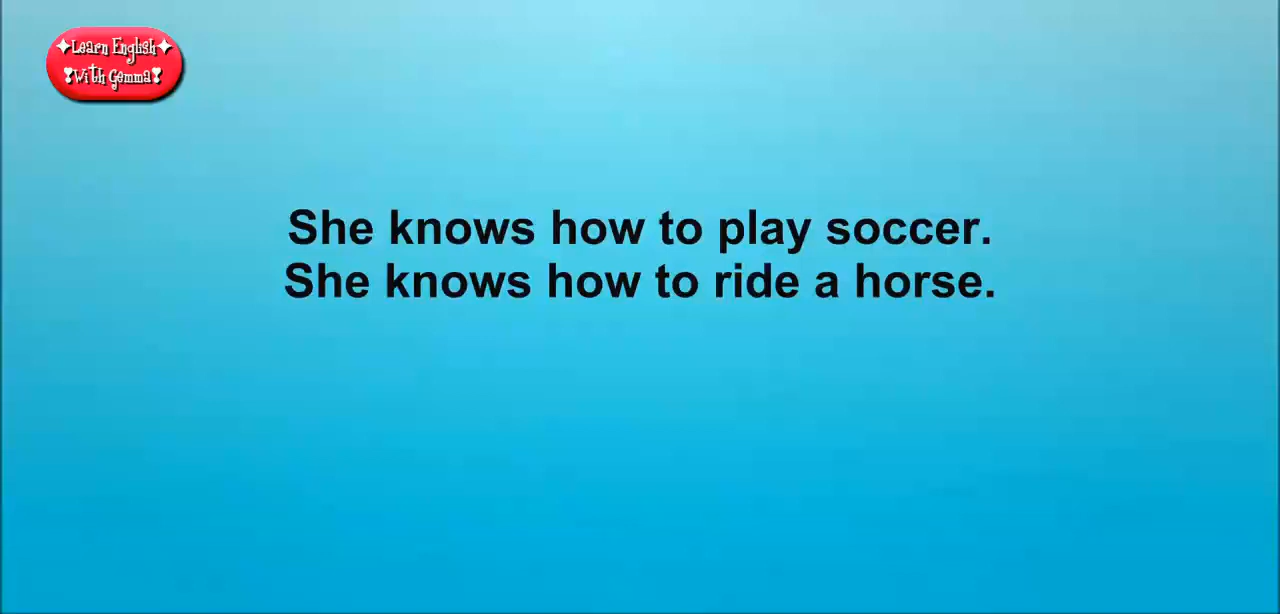 Learn English
With Gemma
She knows how to play soccer.
She knows how to ride a horse.